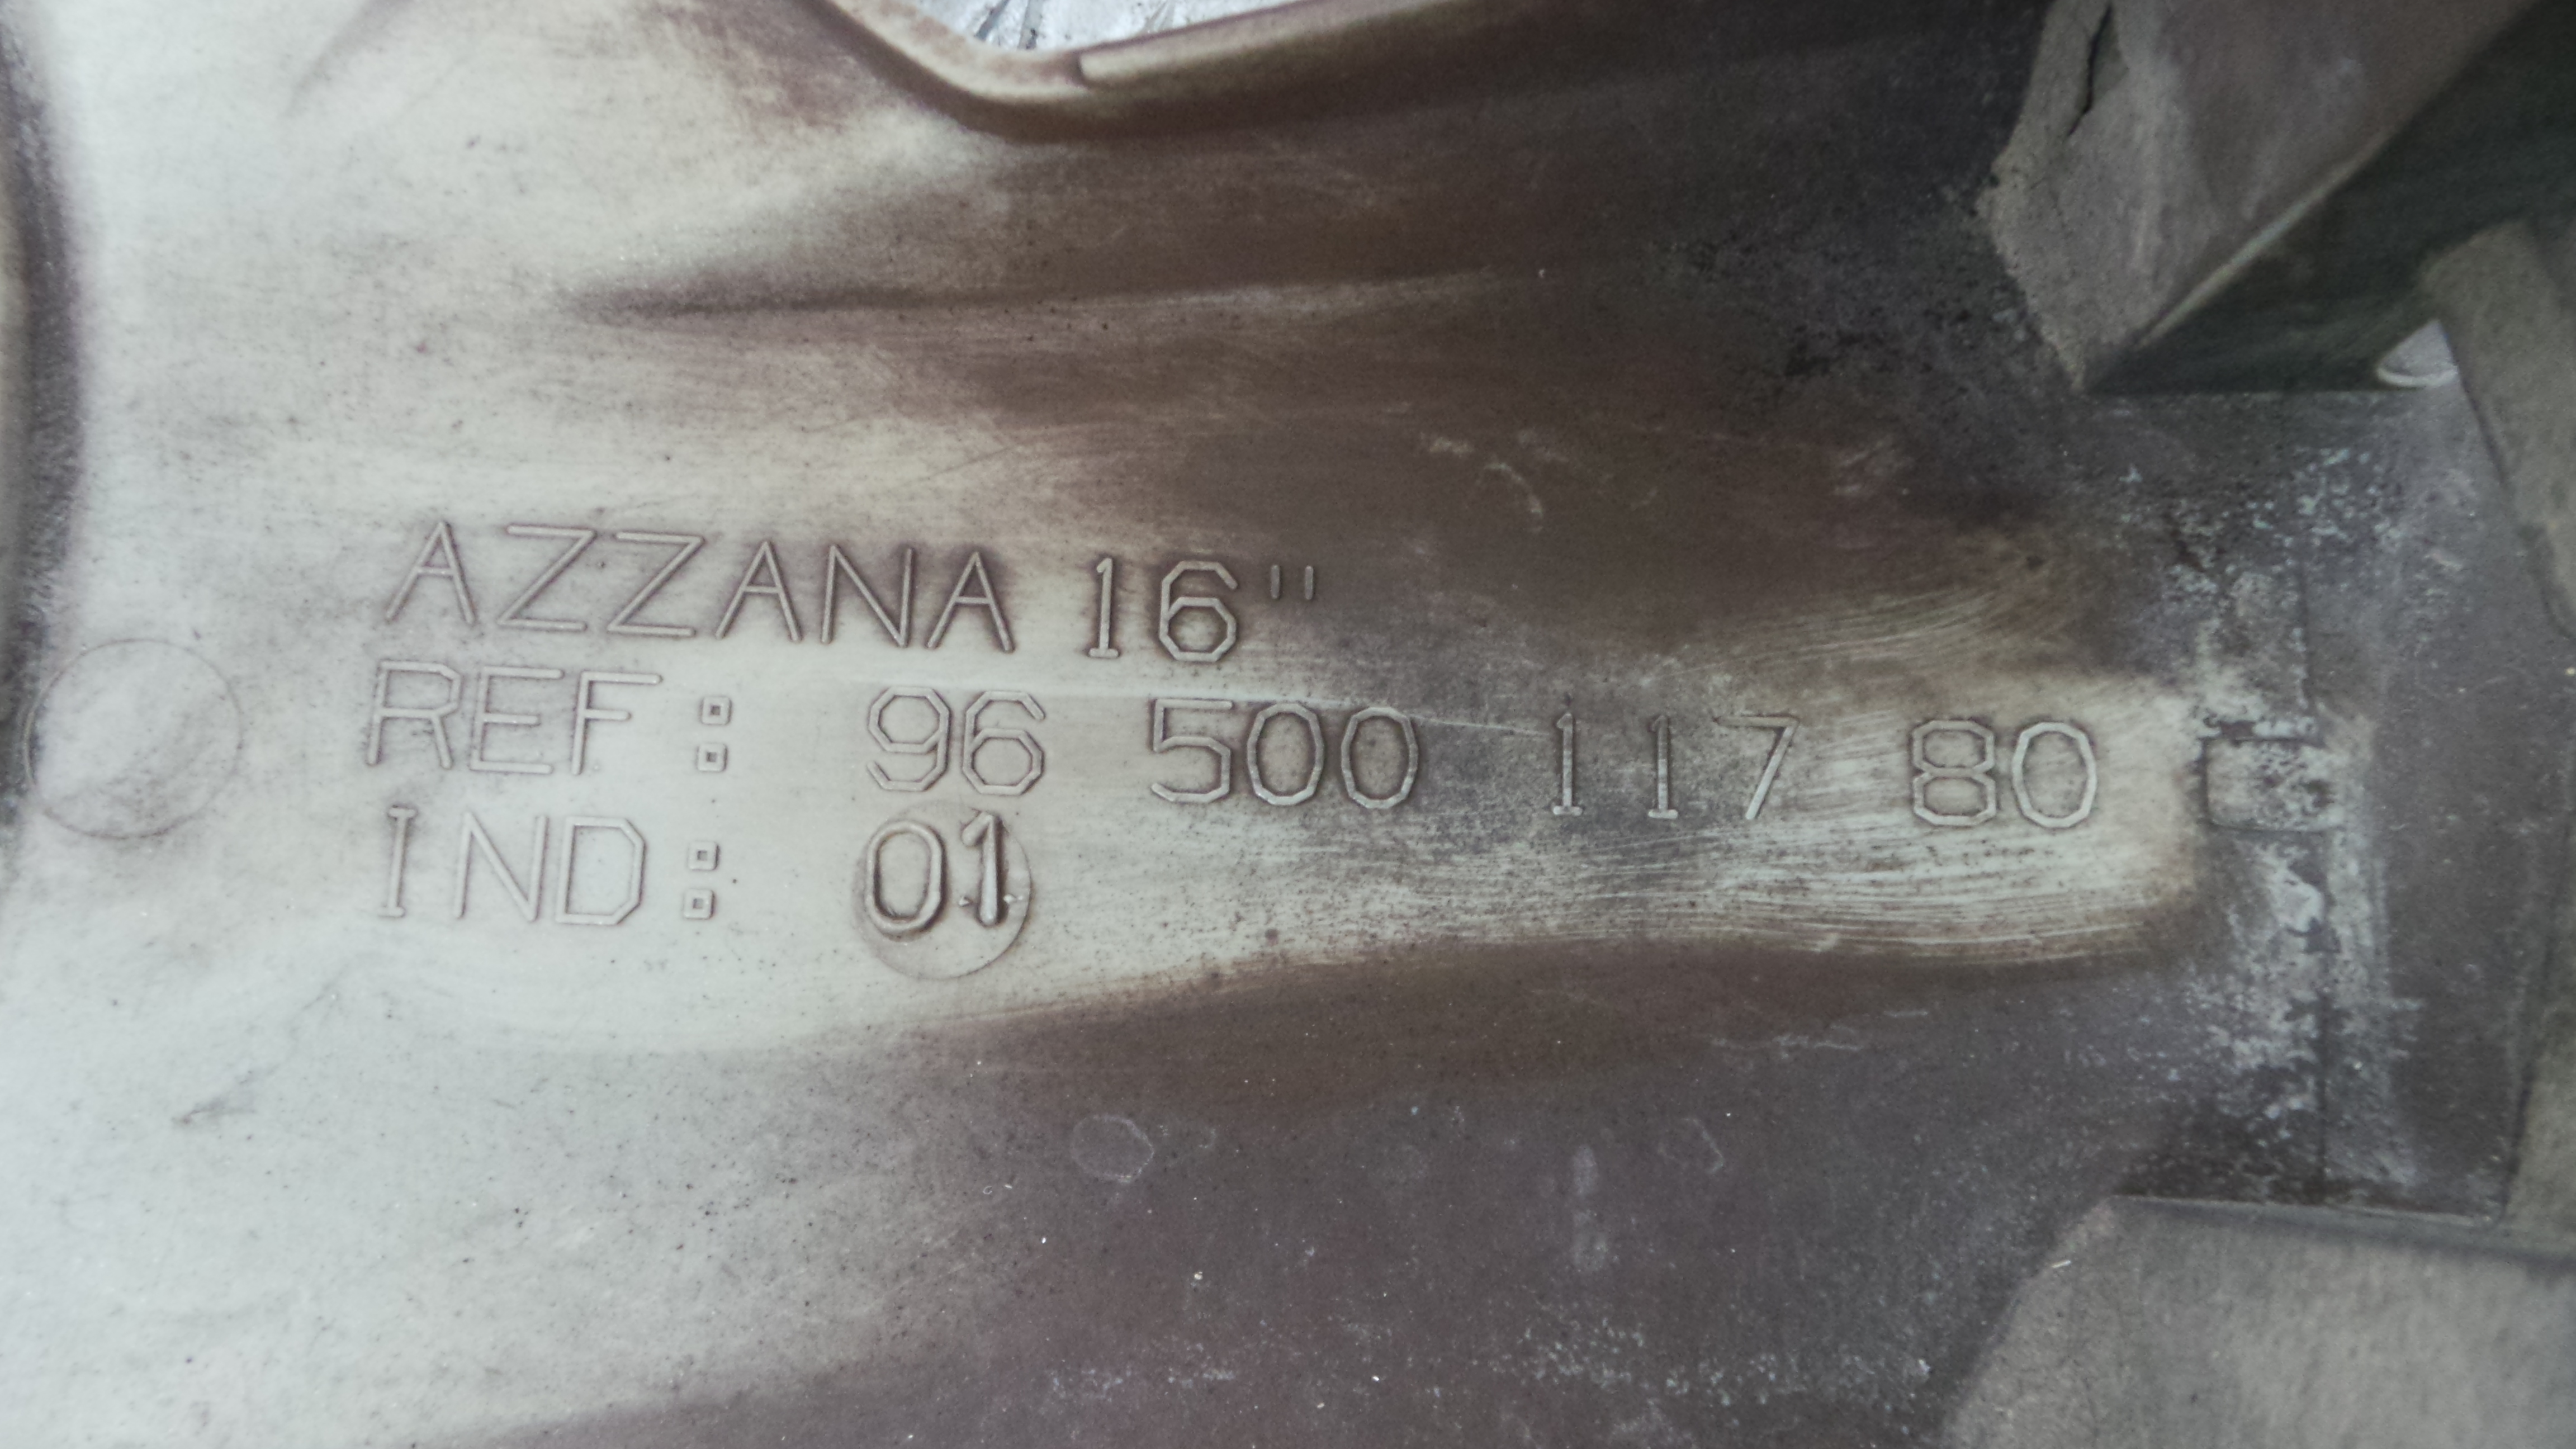 AZZANA 16"
REF: 96 500 117 80
IND: 01